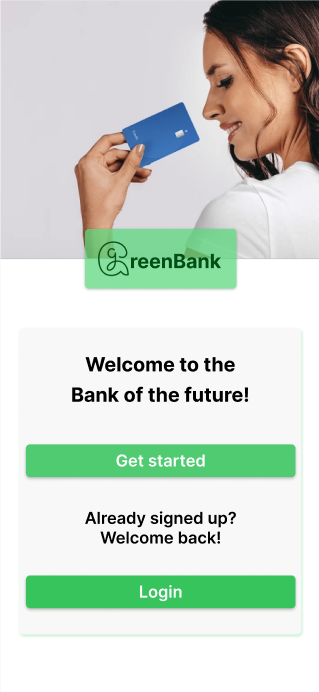 GreenBank
Welcome to the
Bank of the future!
Get started
Already signed up?
Welcome back!
Login